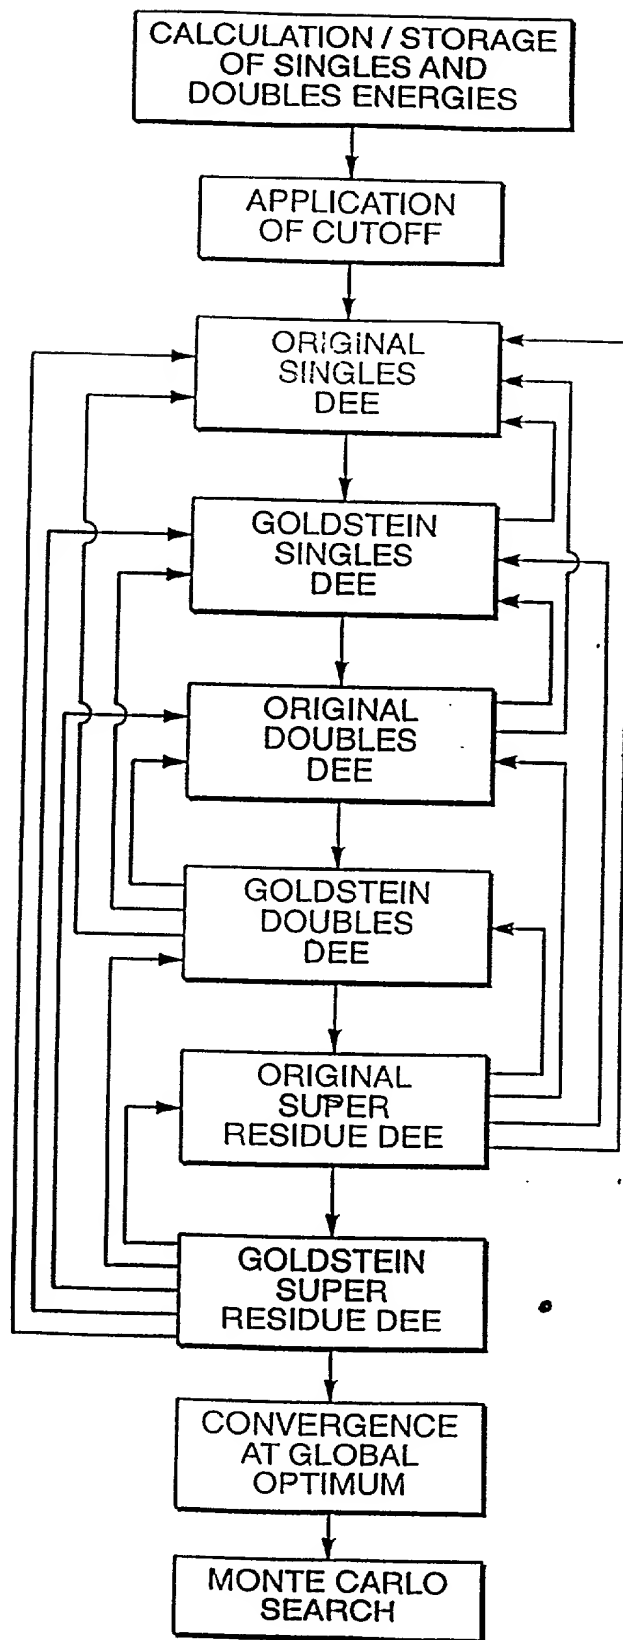 CALCULATION / STORAGE
OF SINGLES AND
DOUBLES ENERGIES
APPLICATION
OF CUTOFF
ORIGINAL
SINGLES
DEE
GOLDSTEIN
SINGLES
DEE
ORIGINAL
DOUBLES
DEE
GOLDSTEIN
DOUBLES
DEE
ORIGINAL
SUPER
RESIDUE DEE
GOLDSTEIN
SUPER
RESIDUE DEE
CONVERGENCE
AT GLOBAL
OPTIMUM
MONTE CARLO
SEARCH